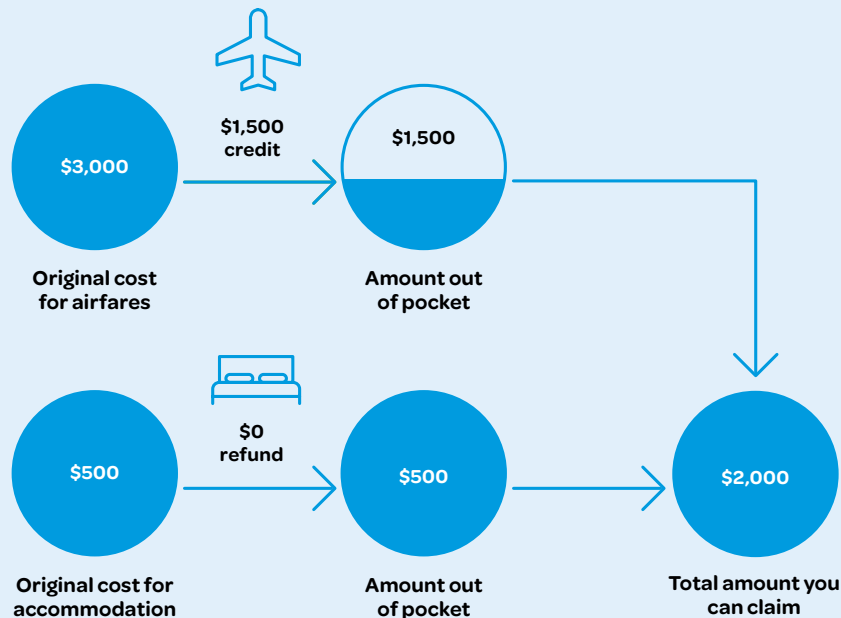 $1,500
credit
$3,000
$1,500
Original cost
for airfares
Amount out
of pocket
$0
refund
$500
$500
$2,000
Original cost for
accommodation
Amount out
of pocket
Total amount you
can claim